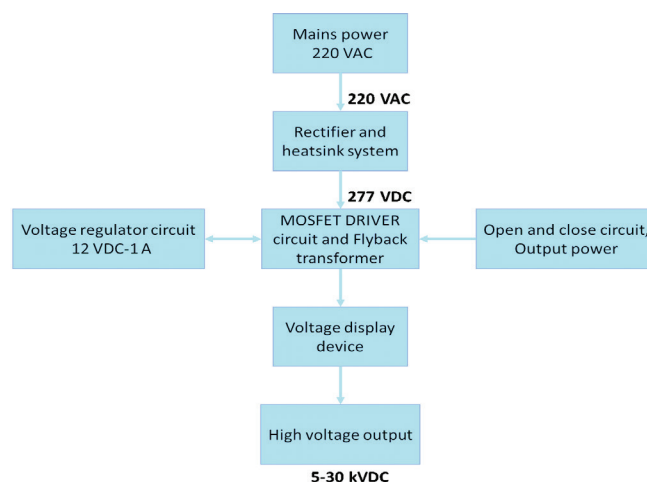 Mains power
220 VAC
220 VAC
Rectifier and
heatsink system
277 VDC
Voltage regulator circuit
12 VDC-1 A
MOSFET DRIVER
circuit and Flyback
transformer
Open and close circuit,
Output power
Voltage display
device
High voltage output
5-30 kVDC